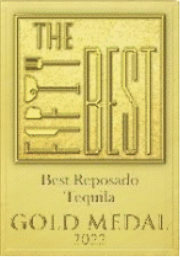 THE
FIFTY
BEST
Best Reposado
Tequila
GOLD MEDAL
2022